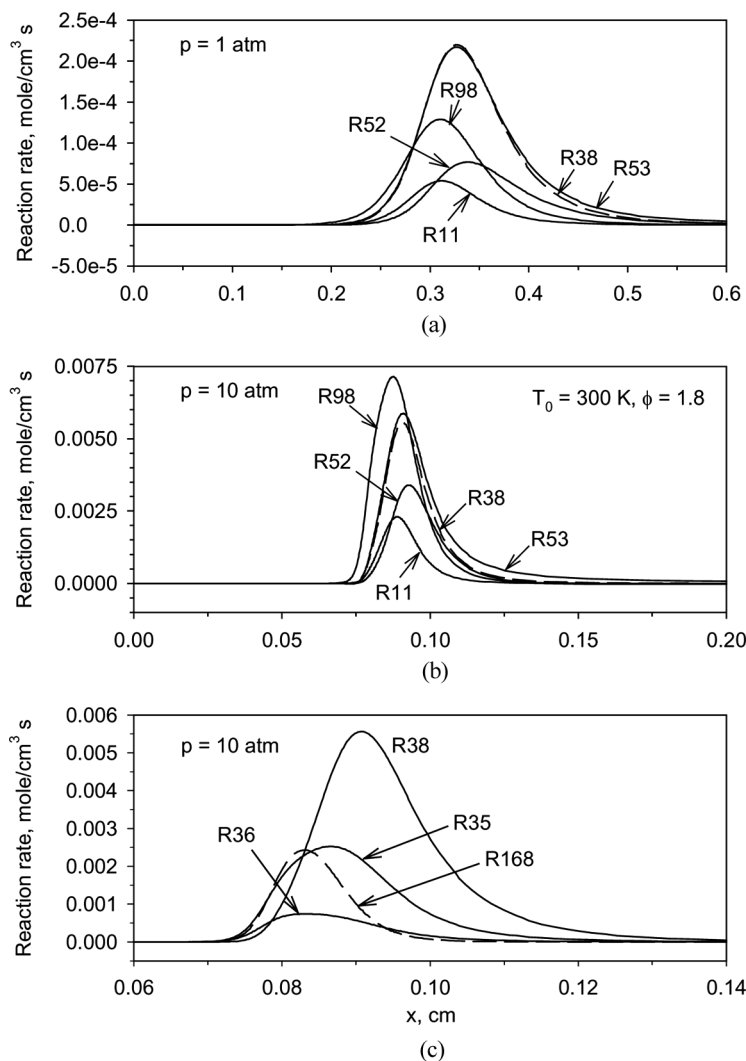 Reaction rate, mole/cm³ s
2.5e-4
2.0e-4
1.5e-4
1.0e-4
5.0e-5
0.0
-5.0e-5
p = 1 atm
R98
R52
R38
R53
R11
0.0 0.1 0.2 0.3 0.4 0.5 0.6
(a)
Reaction rate, mole/cm³ s
0.0075
0.0050
0.0025
0.0000
p = 10 atm
T₀ = 300 K, ϕ = 1.8
R98
R52
R38
R53
R11
0.00 0.05 0.10 0.15 0.20
(b)
Reaction rate, mole/cm³ s
0.006
0.005
0.004
0.003
0.002
0.001
0.000
p = 10 atm
R38
R36
R35
R168
0.06 0.08 0.10 0.12 0.14
x, cm
(c)